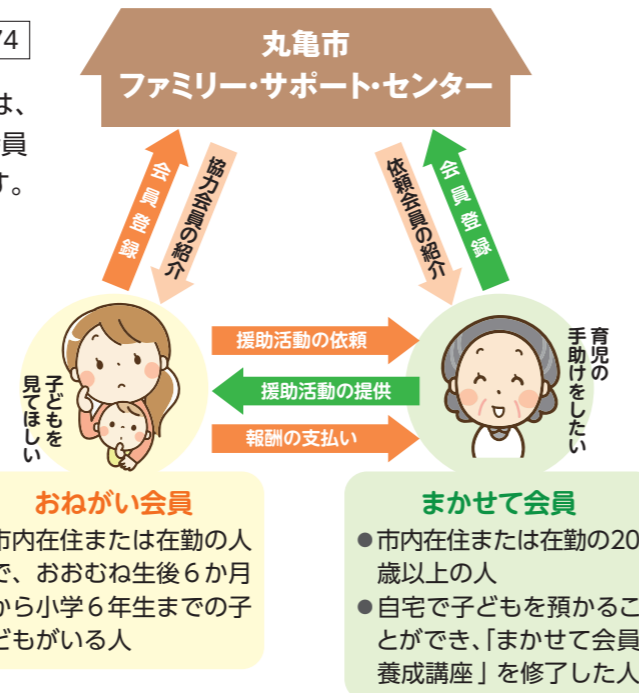 74
は、
員
す。
丸亀市
ファミリー・サポート・センター
会員登録
協力会員の紹介
依頼会員の紹介
会員登録
援助活動の依頼
援助活動の提供
報酬の支払い
子どもを
見てほしい
育児の
手助けをしたい
おねがい会員
市内在住または在勤の人
で、おおむね生後6か月
から小学6年生までの子
どもがいる人
まかせて会員
●市内在住または在勤の20
歳以上の人
●自宅で子どもを預かるこ
とができ、「まかせて会員
養成講座」を修了した人